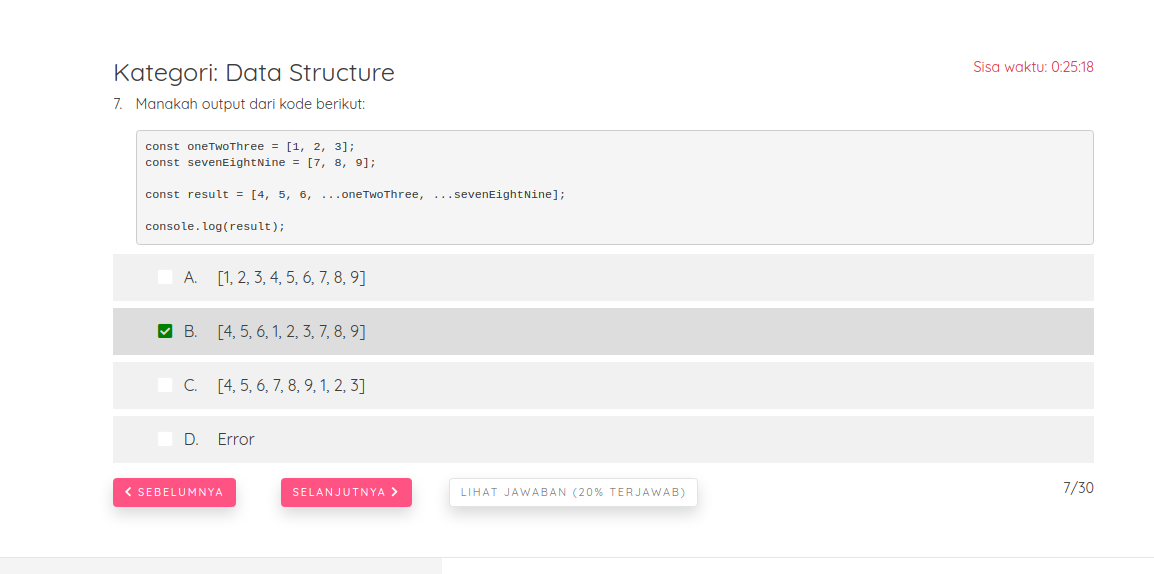 Kategori: Data Structure
Sisa waktu: 0:25:18
7. Manakah output dari kode berikut:
const oneTwoThree = [1, 2, 3];
const sevenEightNine = [7, 8, 9];
const result = [4, 5, 6, ...oneTwoThree, ...sevenEightNine];
console.log(result);
A. [1, 2, 3, 4, 5, 6, 7, 8, 9]
B. [4, 5, 6, 1, 2, 3, 7, 8, 9]
C. [4, 5, 6, 7, 8, 9, 1, 2, 3]
D. Error
SEBELUMNYA SELANJUTNYA LIHAT JAWABAN (20% TERJAWAB) 7/30